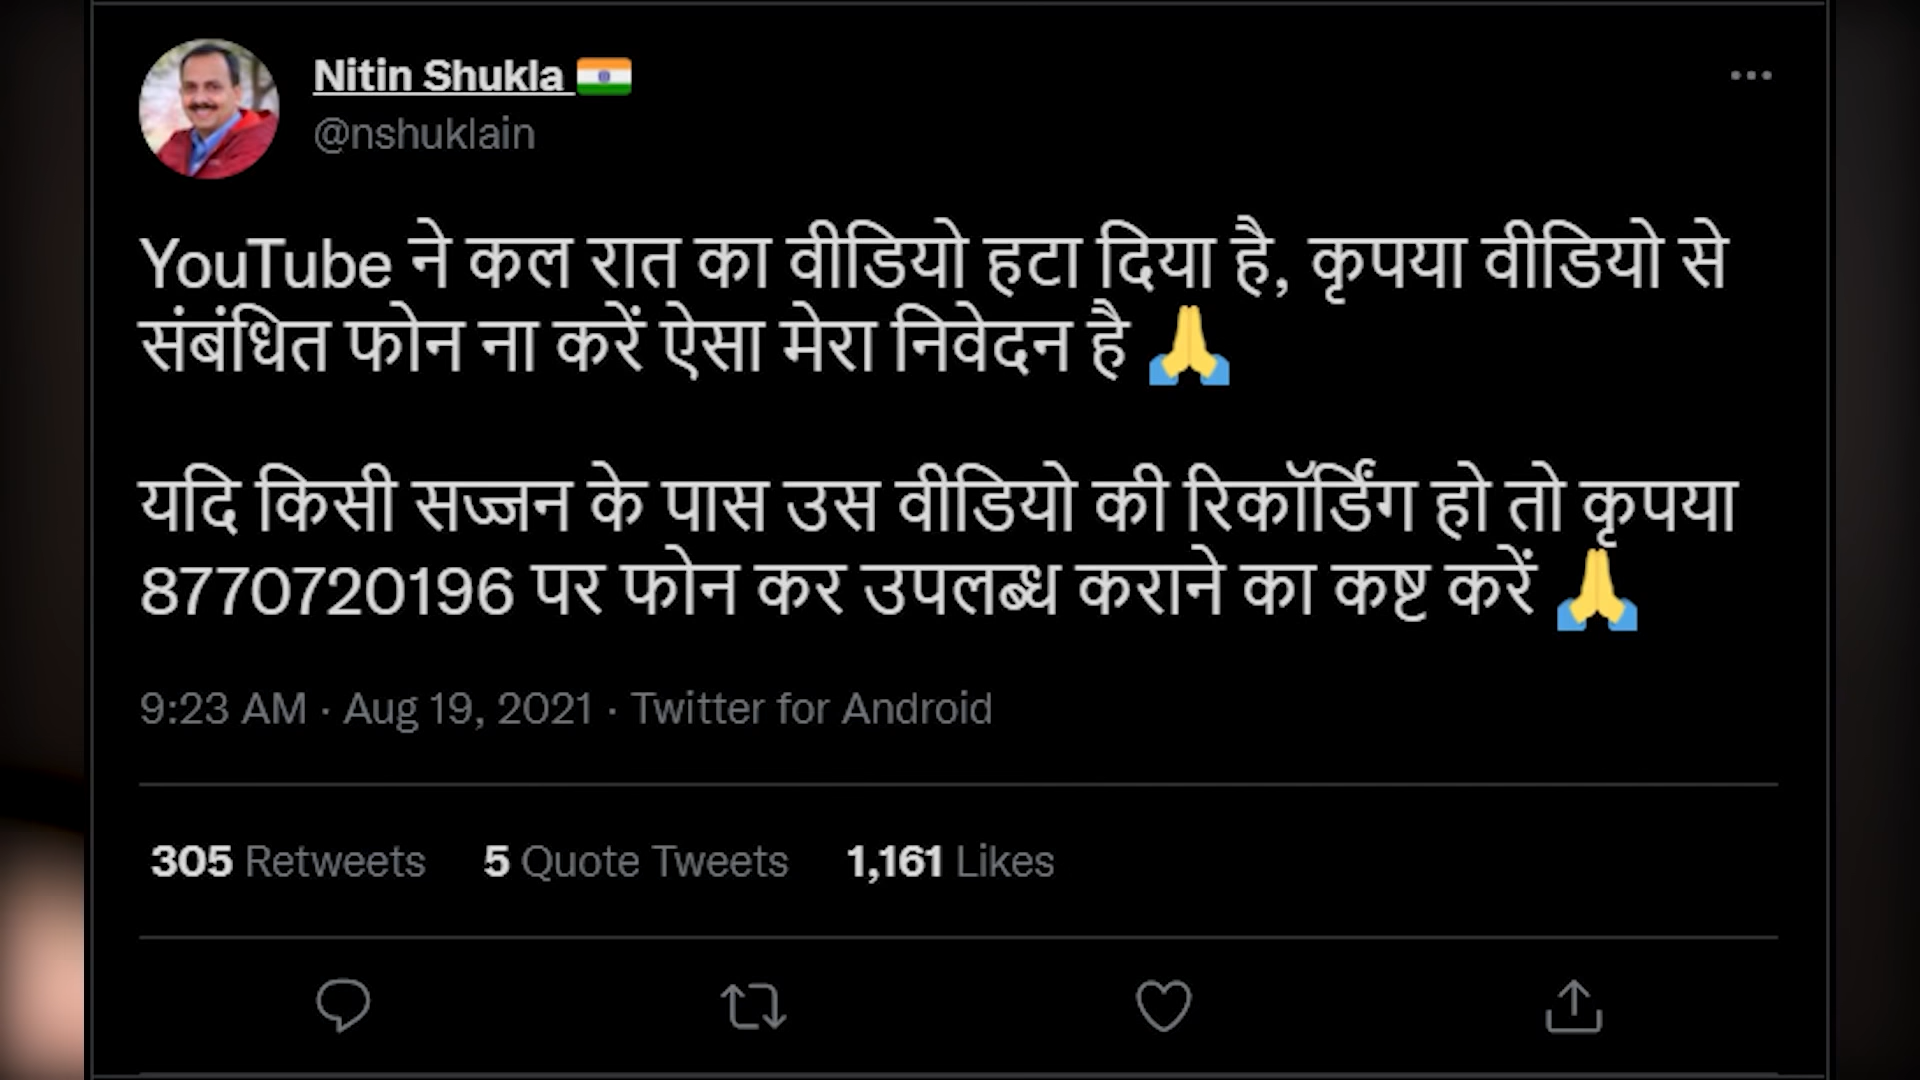 Nitin Shukla 🇮🇳
@nshuklain
YouTube ने कल रात का वीडियो हटा दिया है, कृपया वीडियो से
संबंधित फोन ना करें ऐसा मेरा निवेदन है 🙏
यदि किसी सज्जन के पास उस वीडियो की रिकॉर्डिंग हो तो कृपया
8770720196 पर फोन कर उपलब्ध कराने का कष्ट करें 🙏
9:23 AM · Aug 19, 2021 · Twitter for Android
305 Retweets 5 Quote Tweets 1,161 Likes